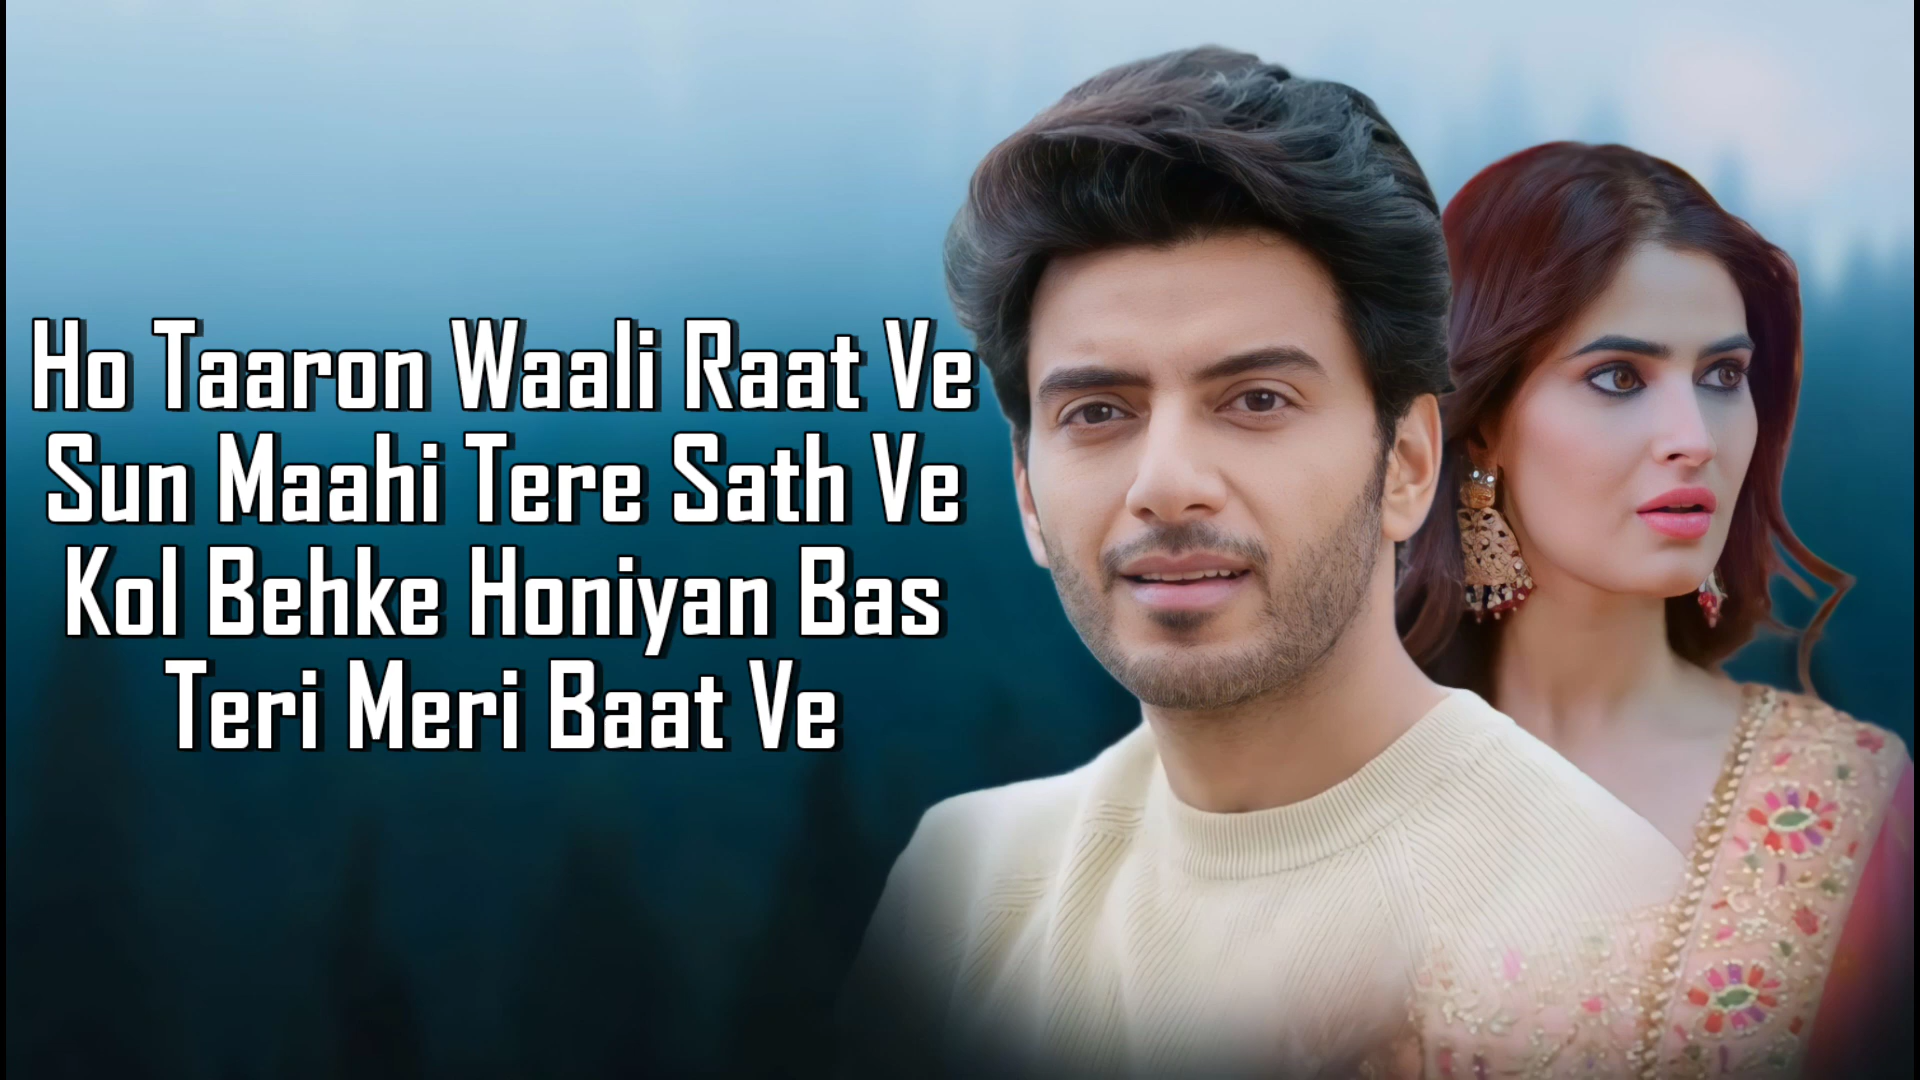 Ho Taaron Waali Raat Ve
Sun Maahi Tere Sath Ve
Kol Behke Honiyan Bas
Teri Meri Baat Ve